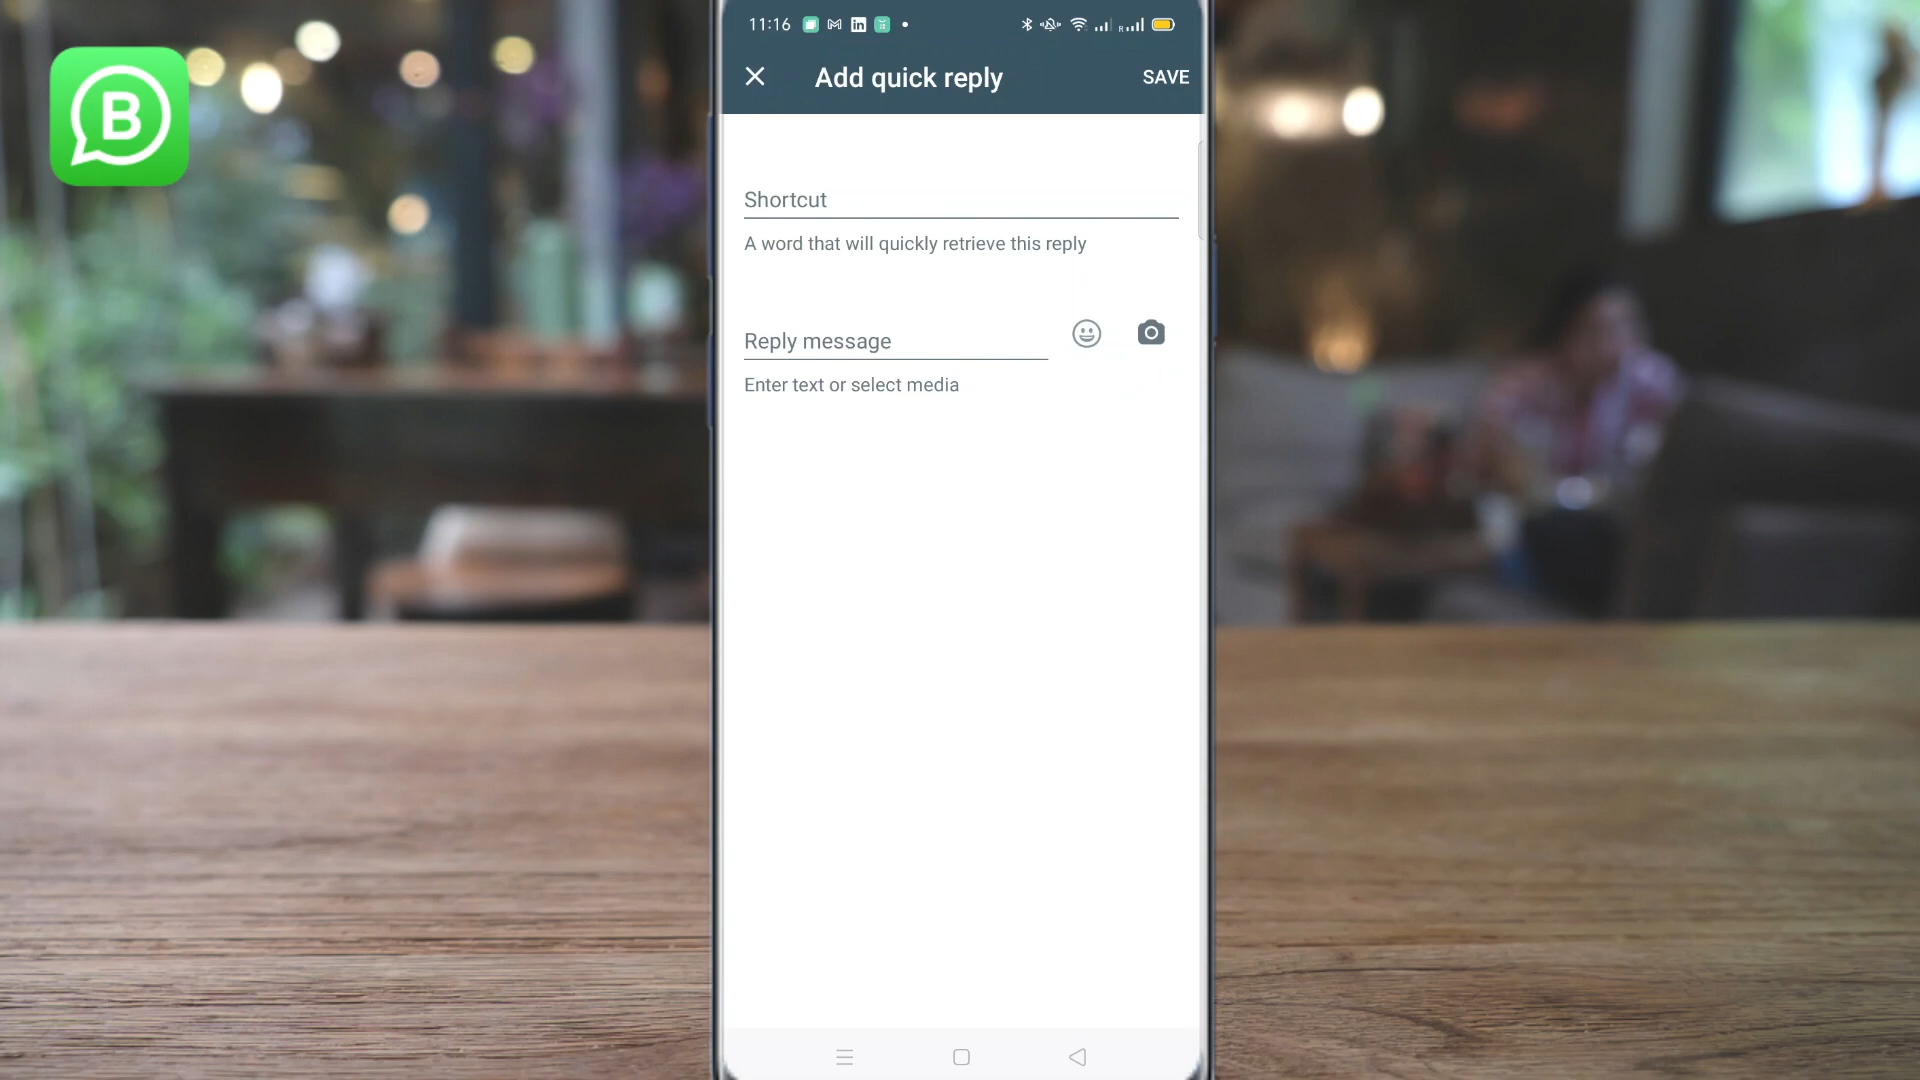 B
11:16
Add quick reply
SAVE
Shortcut
A word that will quickly retrieve this reply
Reply message
Enter text or select media